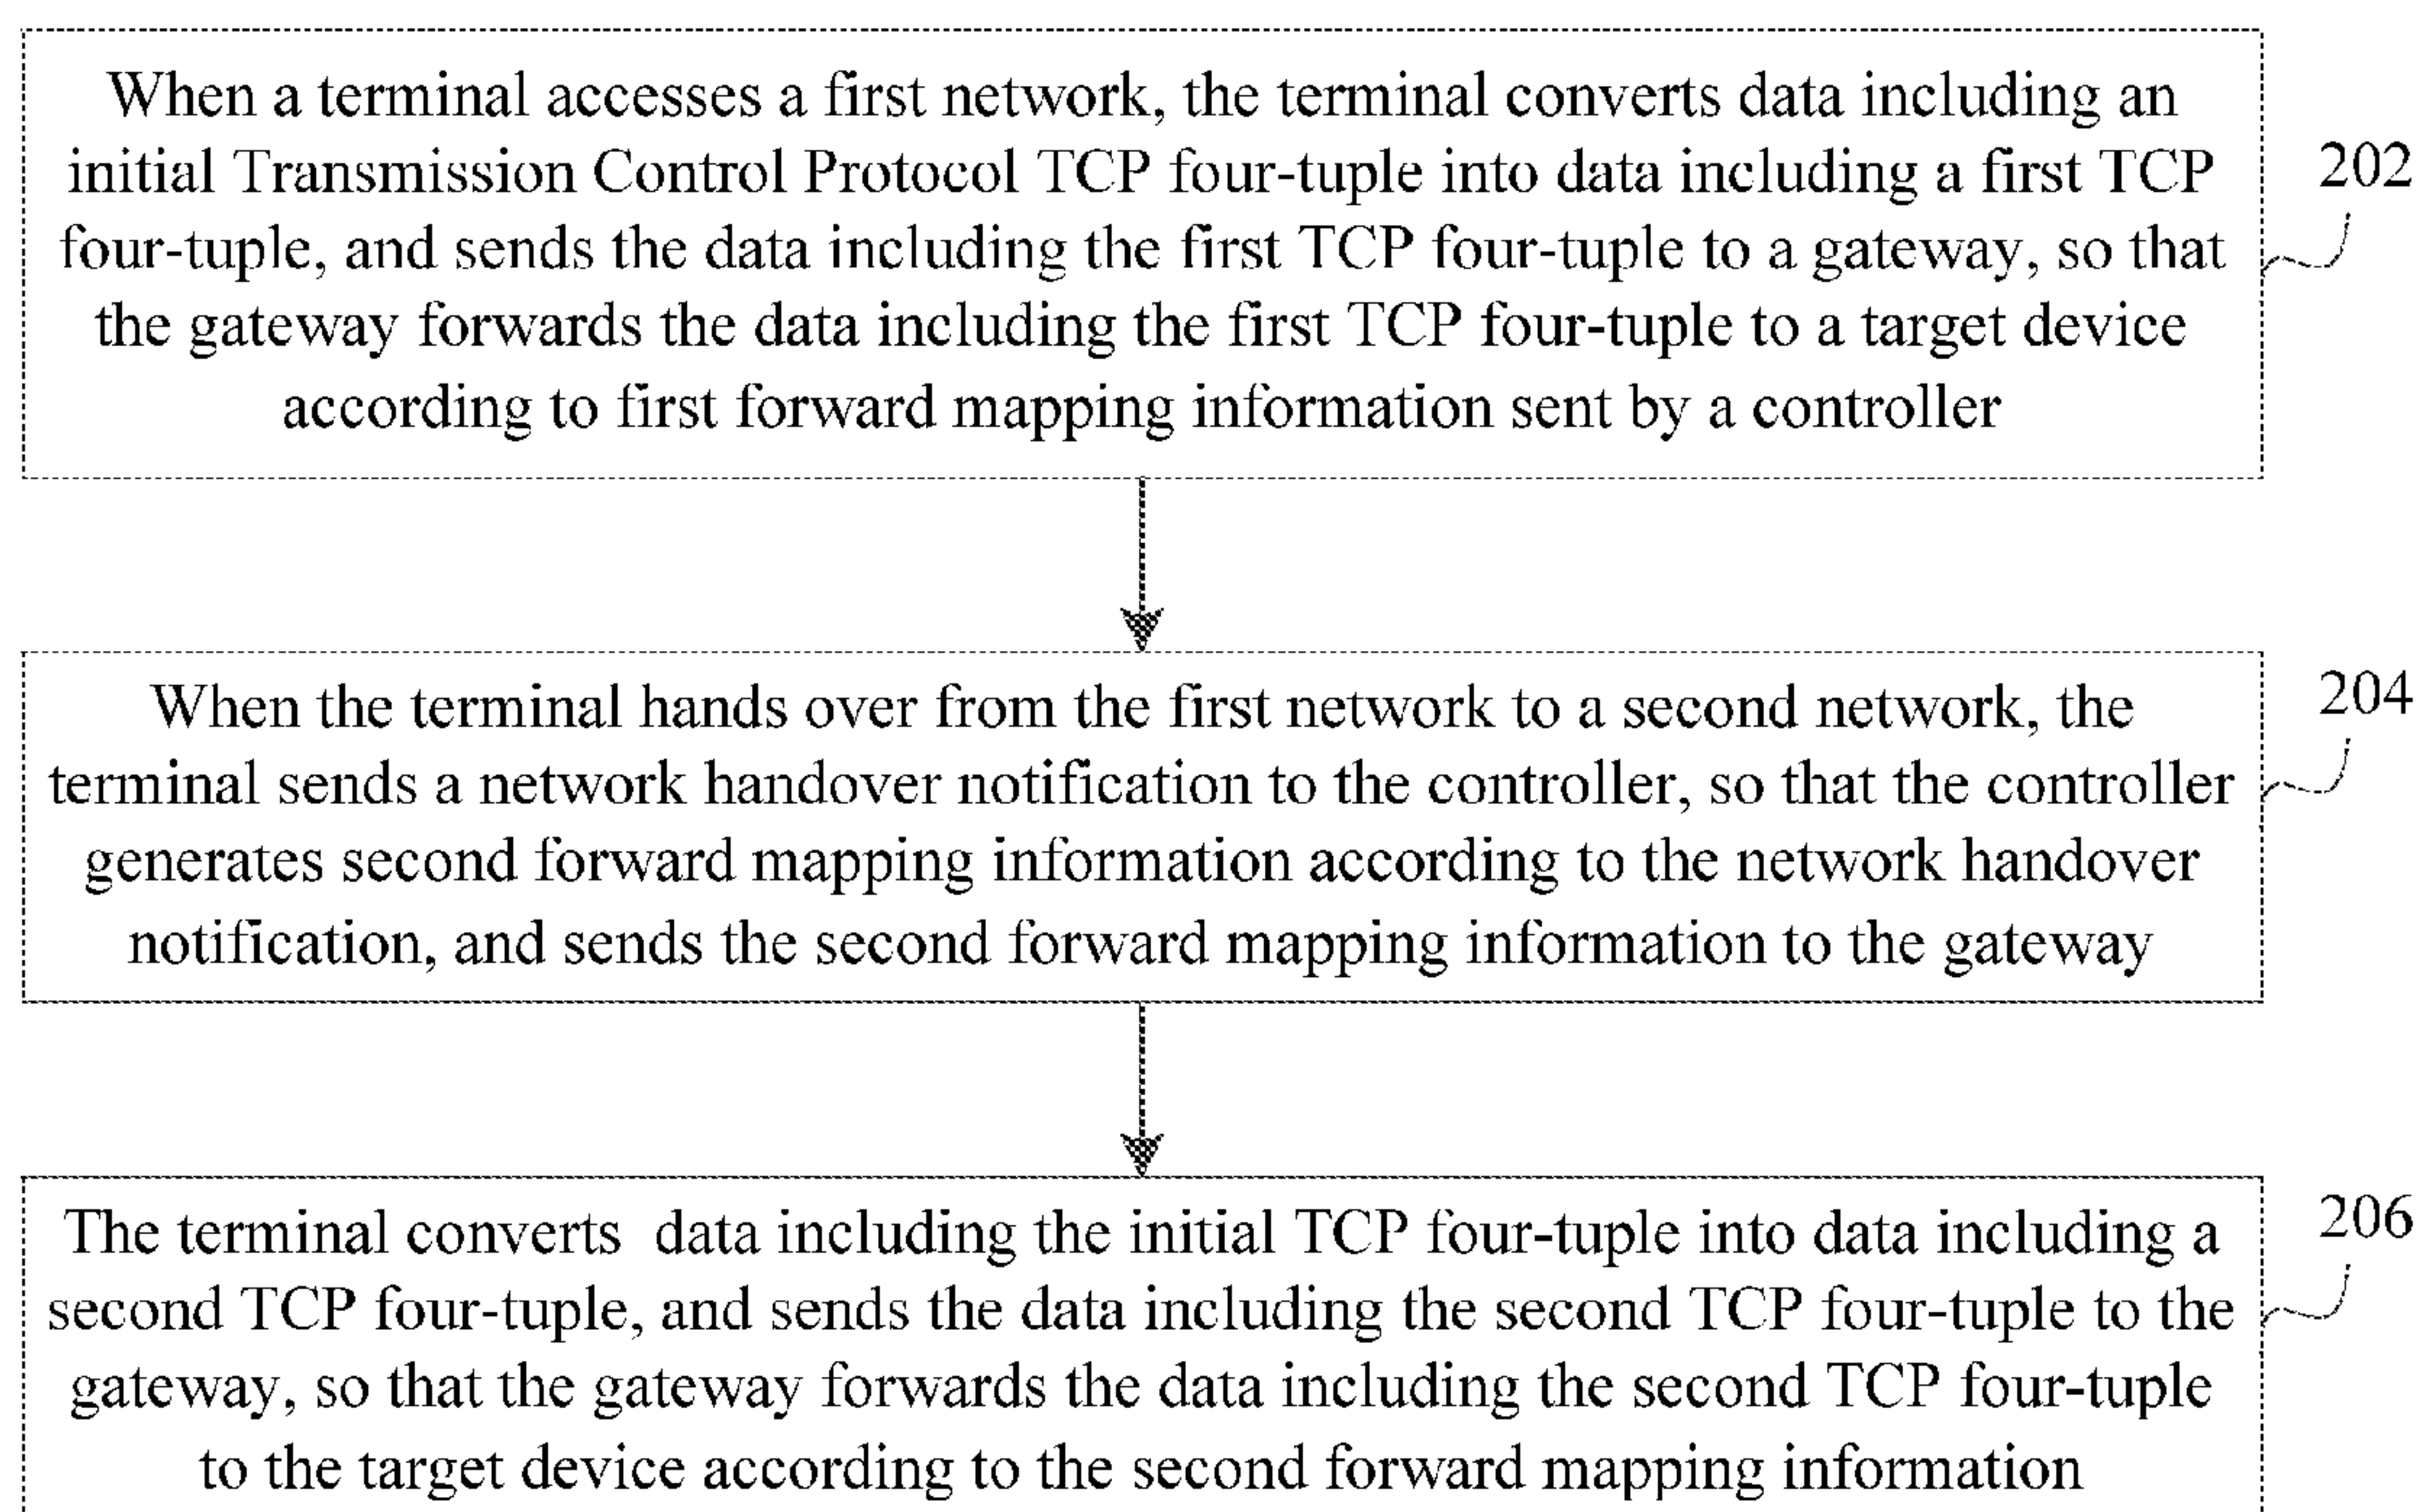 When a terminal accesses a first network, the terminal converts data including an
initial Transmission Control Protocol TCP four-tuple into data including a first TCP
four-tuple, and sends the data including the first TCP four-tuple to a gateway, so that
the gateway forwards the data including the first TCP four-tuple to a target device
according to first forward mapping information sent by a controller
202
When the terminal hands over from the first network to a second network, the
terminal sends a network handover notification to the controller, so that the controller
generates second forward mapping information according to the network handover
notification, and sends the second forward mapping information to the gateway
204
The terminal converts data including the initial TCP four-tuple into data including a
second TCP four-tuple, and sends the data including the second TCP four-tuple to the
gateway, so that the gateway forwards the data including the second TCP four-tuple
to the target device according to the second forward mapping information
206